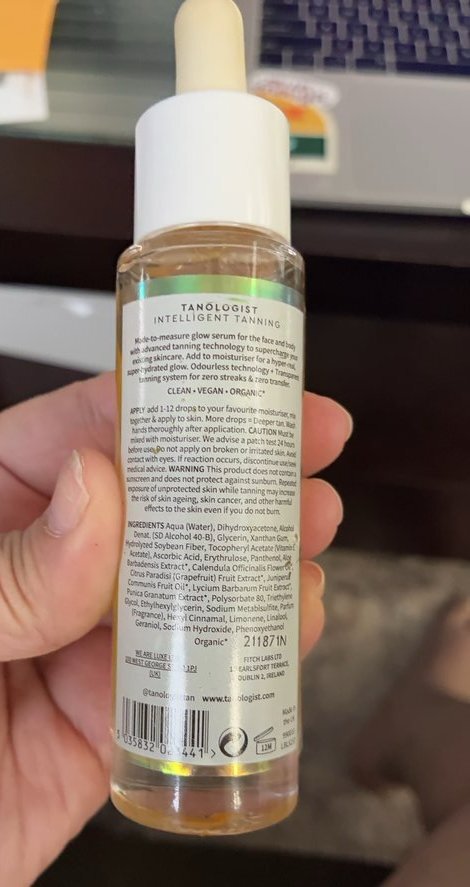 TANOLOGIST
INTELLIGENT TANNING
Made-to-measure glow serum for the face and body
with advanced tanning technology to supercharge your
existing skincare. Add to moisturiser for a hyper-real,
super-hydrated glow. Odourless technology + Transparent
tanning system for zero streaks & zero transfer.
CLEAN • VEGAN • ORGANIC*
APPLY add 1-12 drops to your favourite moisturiser, mix
together & apply to skin. More drops = Deeper tan. Wash
hands thoroughly after application. CAUTION Must be
mixed with moisturiser. We advise a patch test 24 hours
before use. Do not apply on broken or irritated skin. Avoid
contact with eyes. If reaction occurs, discontinue use/seek
medical advice. WARNING This product does not contain
sunscreen and does not protect against sunburn. Repeated
exposure of unprotected skin while tanning may increase
the risk of skin ageing, skin cancer, and other harmful
effects to the skin even if you do not burn.
INGREDIENTS Aqua (Water), Dihydroxyacetone, Alcohol
Denat. (SD Alcohol 40-B), Glycerin, Xanthan Gum,
Hydrolyzed Soybean Fiber, Tocopheryl Acetate (Vitamin E
Acetate), Ascorbic Acid, Erythrulose, Panthenol, Aloe
Barbadensis Extract*, Calendula Officinalis Flower Oil*,
Citrus Paradisi (Grapefruit) Fruit Extract*, Juniperus
Communis Fruit Oil*, Lycium Barbarum Fruit Extract*,
Punica Granatum Extract*, Polysorbate 80, Triethylene
Glycol, Ethylhexylglycerin, Sodium Metabisulfite, Parfum
(Fragrance), Hexyl Cinnamal, Limonene, Linalool,
Geraniol, Sodium Hydroxide, Phenoxyethanol
Organic* 211871N
WE ARE LUXE
WEST GEORGE
(UK)
FITCH LABS LTD
EARLSFORT TERRACE,
DUBLIN 2, IRELAND
@tanologist tan www.tanologist.com
Made in
the UK
12M